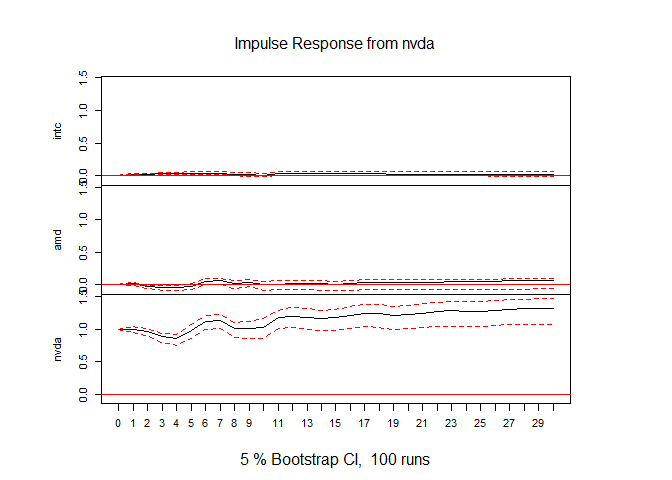 Impulse Response from nvda
intc
0.0 0.5 1.0 1.5
amd
0.0 0.5 1.0 1.5
nvda
0.0 0.5 1.0 1.5
0 1 2 3 4 5 6 7 8 9 11 13 15 17 19 21 23 25 27 29
5 % Bootstrap CI,  100 runs